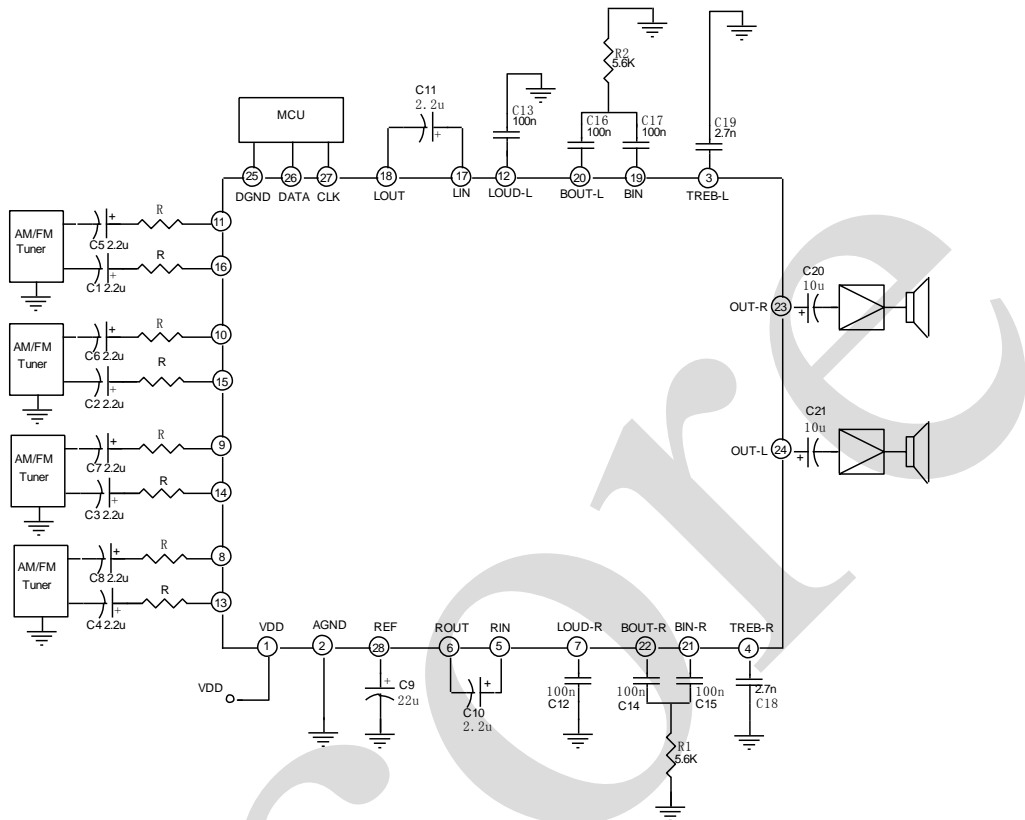 R2
5.6K
C11
2.2u
C13
100n
C16
100n
C17
100n
C19
2.7n
MCU
25
26
27
18
17
12
20
19
3
DGND
DATA
CLK
LOUT
LIN
LOUD-L
BOUT-L
BIN
TREB-L
AM/FM
Tuner
C5 2.2u
+
R
11
C1 2.2u
+
R
16
AM/FM
Tuner
C6 2.2u
+
R
10
C2 2.2u
+
R
15
AM/FM
Tuner
C7 2.2u
+
R
9
C3 2.2u
+
R
14
AM/FM
Tuner
C8 2.2u
+
R
8
C4 2.2u
+
R
13
OUT-R
23
+
C20
10u
OUT-L
24
+
C21
10u
VDD
AGND
REF
ROUT
RIN
LOUD-R
BOUT-R
BIN-R
TREB-R
1
2
28
6
5
7
22
21
4
VDD
+
C9
22u
+
C10
2.2u
100n
C12
100n
C14
100n
C15
2.7n
C18
R1
5.6K
+
ore